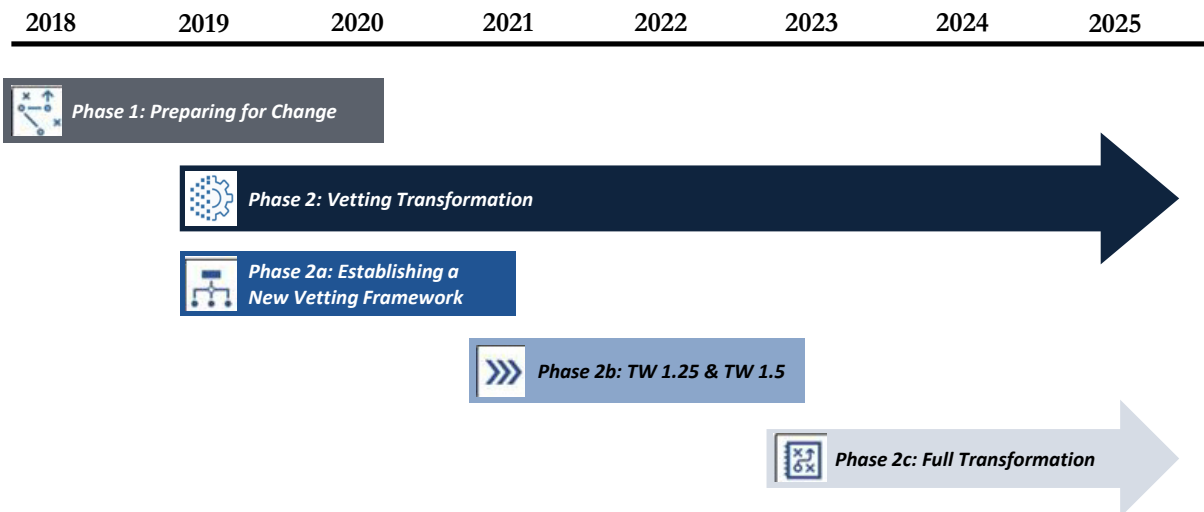 2018 2019 2020 2021 2022 2023 2024 2025
Phase 1: Preparing for Change
Phase 2: Vetting Transformation
Phase 2a: Establishing a
New Vetting Framework
Phase 2b: TW 1.25 & TW 1.5
Phase 2c: Full Transformation